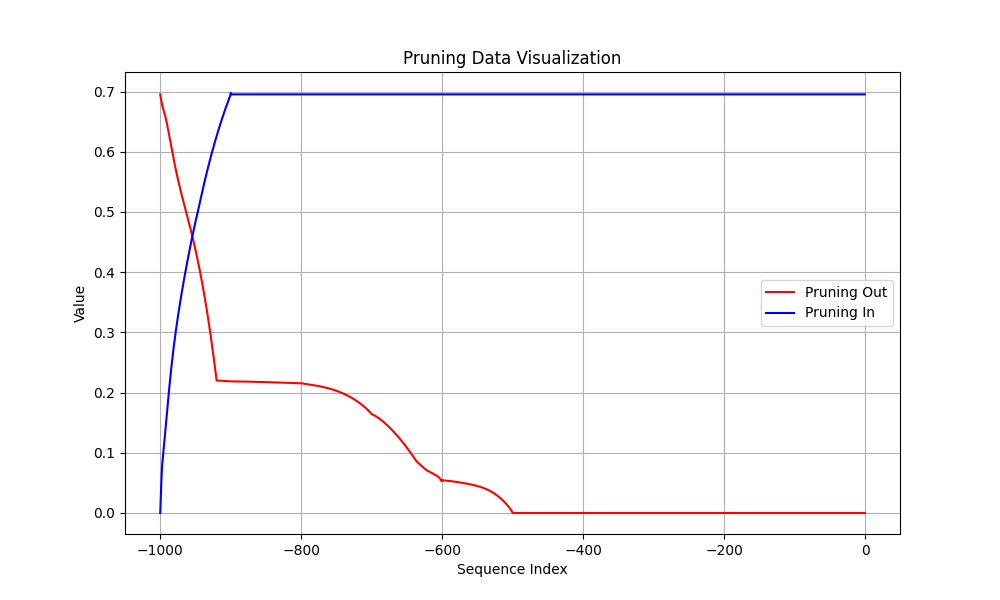 Pruning Data Visualization
Value
0.7
0.6
0.5
0.4
0.3
0.2
0.1
0.0
Pruning Out
Pruning In
−1000 −800 −600 −400 −200 0
Sequence Index